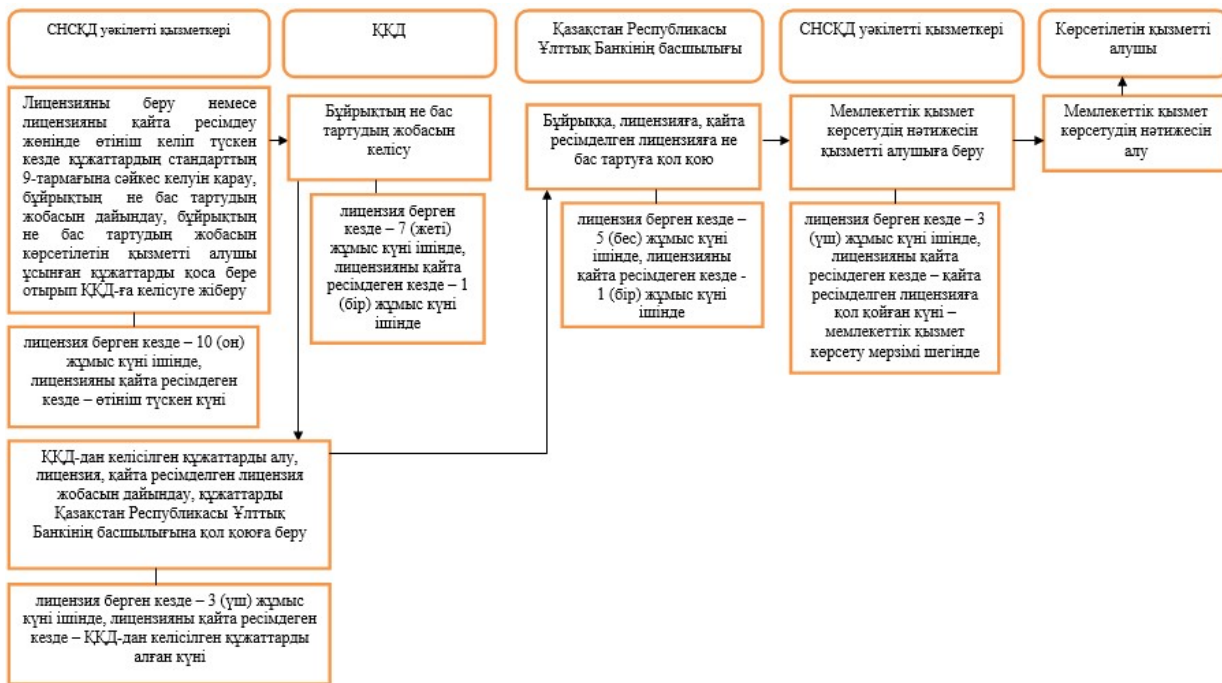 СНСҚД уәкілетті қызметкері
ҚҚД
Қазақстан Республикасы
Ұлттық Банкінің басшылығы
СНСҚД уәкілетті қызметкері
Көрсетілетін қызметті
алушы
Лицензияны беру немесе
лицензияны қайта ресімдеу
жөнінде өтініш келіп түскен
кезде құжаттардың стандарттың
9-тармағына сәйкес келуін қарау,
бұйрықтың не бас тартудың
жобасын дайындау, бұйрықтың
не бас тартудың жобасын
көрсетілетін қызметті алушы
ұсынған құжаттарды қоса бере
отырып ҚҚД-ға келісуге жіберу
Бұйрықтың не бас
тартудың жобасын
келісу
Бұйрыққа, лицензияға, қайта
ресімделген лицензияға не
бас тартуға қол қою
Мемлекеттік қызмет
көрсетудің нәтижесін
қызметті алушыға беру
Мемлекеттік қызмет
көрсетудің нәтижесін
алу
лицензия берген кезде – 10 (он)
жұмыс күні ішінде,
лицензияны қайта ресімдеген
кезде – өтініш түскен күні
лицензия берген
кезде – 7 (жеті)
жұмыс күні ішінде,
лицензияны қайта
ресімдеген кезде – 1
(бір) жұмыс күні
ішінде
лицензия берген кезде –
5 (бес) жұмыс күні
ішінде, лицензияны
қайта ресімдеген кезде -
1 (бір) жұмыс күні
ішінде
лицензия берген кезде – 3
(үш) жұмыс күні ішінде,
лицензияны қайта
ресімдеген кезде – қайта
ресімделген лицензияға
қол қойған күні –
мемлекеттік қызмет
көрсету мерзімі шегінде
ҚҚД-дан келісілген құжаттарды алу,
лицензия, қайта ресімделген лицензия
жобасын дайындау, құжаттарды
Қазақстан Республикасы Ұлттық
Банкінің басшылығына қол қоюға беру
лицензия берген кезде – 3 (үш) жұмыс
күні ішінде, лицензияны қайта ресімдеген
кезде – ҚҚД-дан келісілген құжаттарды
алған күні